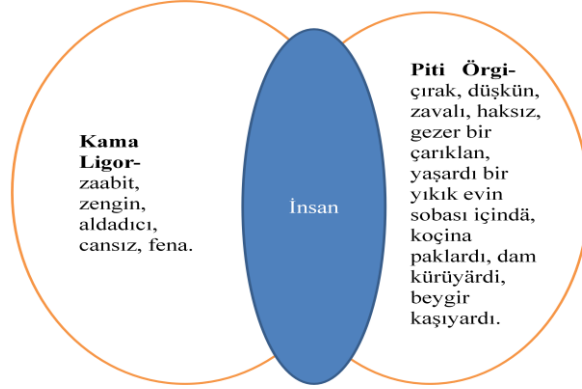 Kama
Ligor-
zaabit,
zengin,
aldadıcı,
cansız, fena.
İnsan
Piti Örgi-
çırak, düşkün,
zavalı, haksız,
gezer bir
çarıklan,
yaşardı bir
yıkık evin
sobası içindä,
koçina
paklardı, dam
kürüyärdi,
beygir
kaşıyardı.